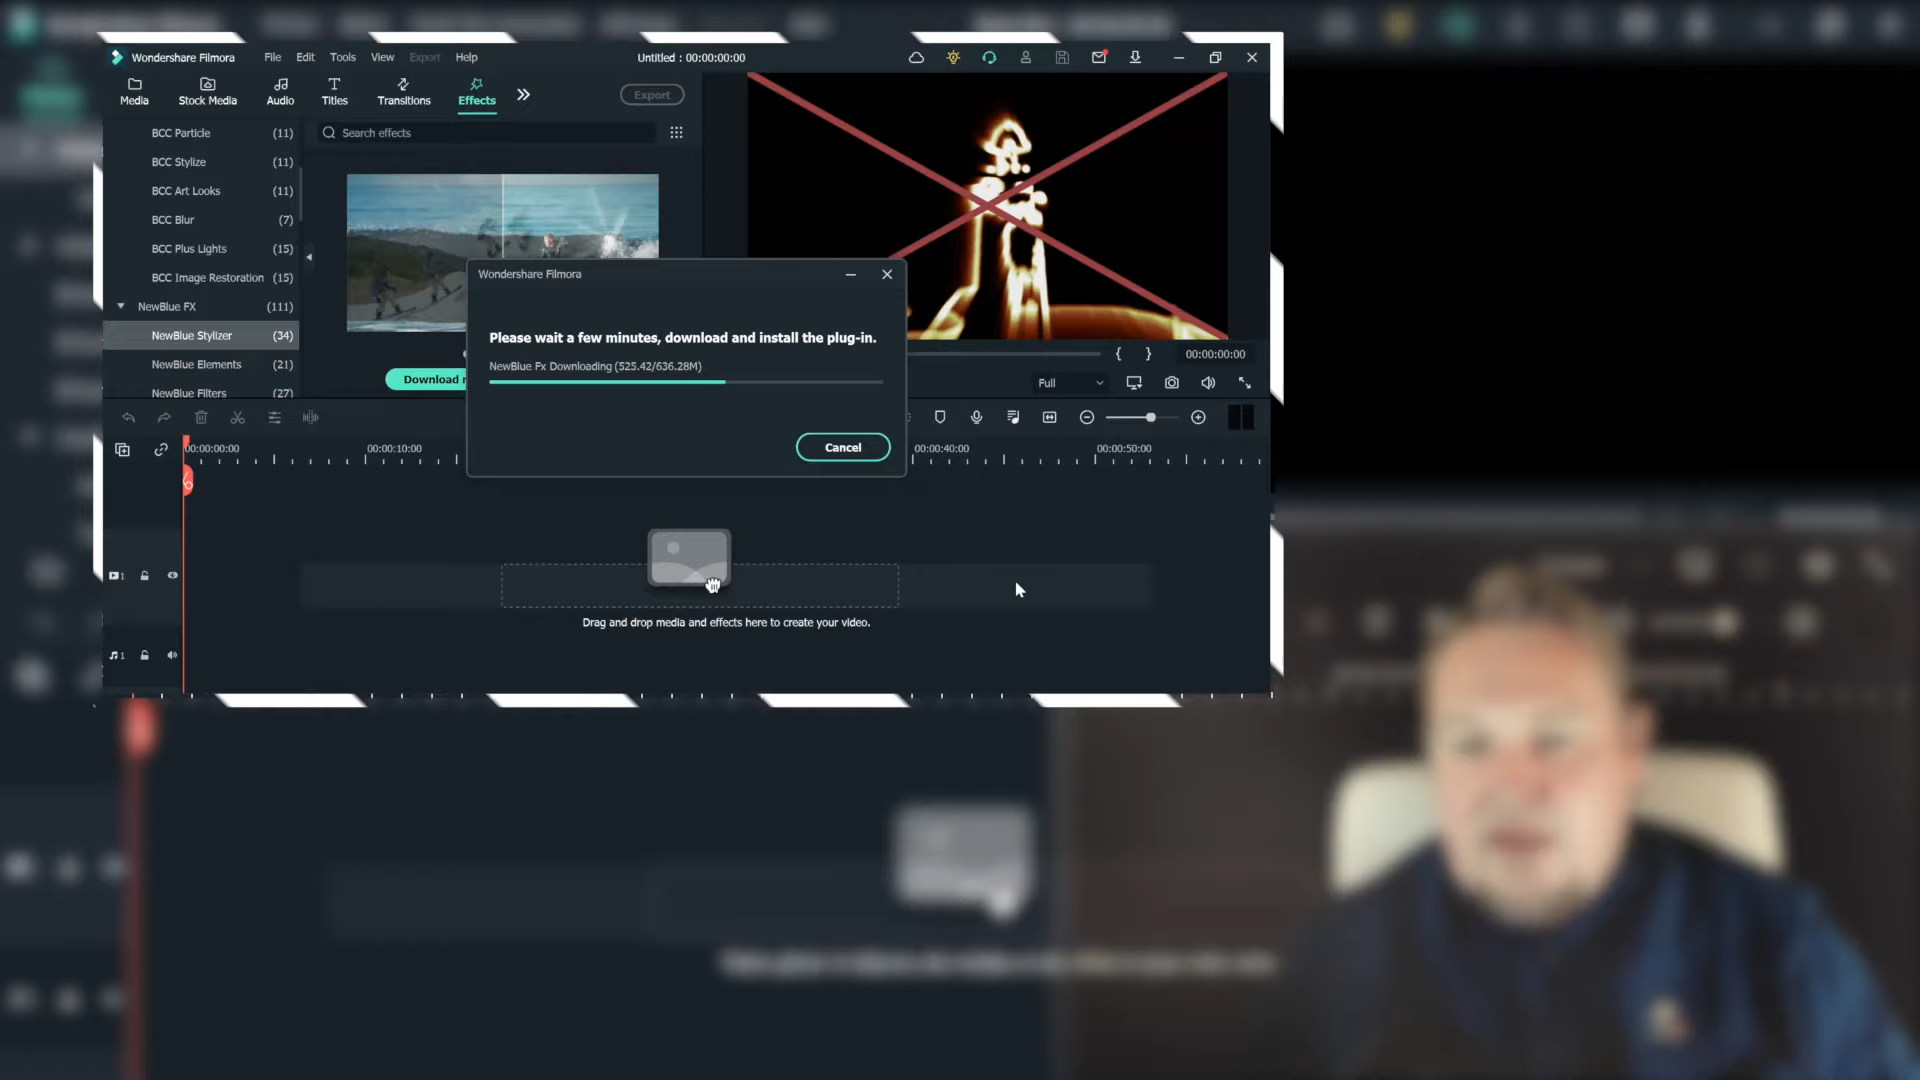 Wondershare Filmora File Edit Tools View Export Help Untitled : 00:00:00:00
Media Stock Media Audio Titles Transitions Effects Export
BCC Particle (11)
Search effects
BCC Stylize (11)
BCC Art Looks (11)
BCC Blur (7)
BCC Plus Lights (15)
BCC Image Restoration (15)
NewBlue FX (111)
NewBlue Stylizer (34)
NewBlue Elements (21)
NewBlue Filters (27)
Download
Wondershare Filmora
Please wait a few minutes, download and install the plug-in.
NewBlue Fx Downloading (525.42/636.28M)
Cancel
{ } 00:00:00:00
Full
00:00:00:00 00:00:10:00 00:00:40:00 00:00:50:00
1
Drag and drop media and effects here to create your video.
1